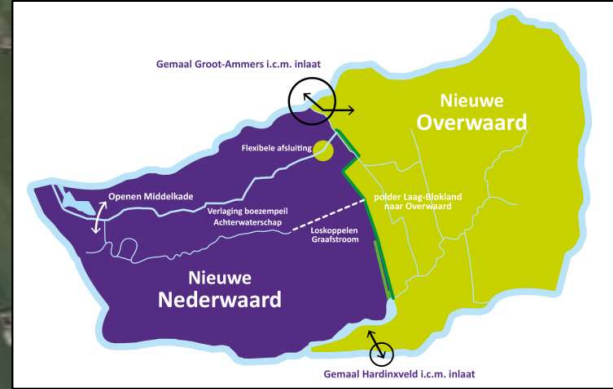 Gemaal Groot-Ammers i.c.m. inlaat
Nieuwe
Overwaard
Flexibele afsluiting
Openen Middelkade
polder Laag-Blokland
naar Overwaard
Verlaging boezempeil
Achterwaterschap
Loskoppelen
Graafstroom
Nieuwe
Nederwaard
Gemaal Hardinxveld i.c.m. inlaat